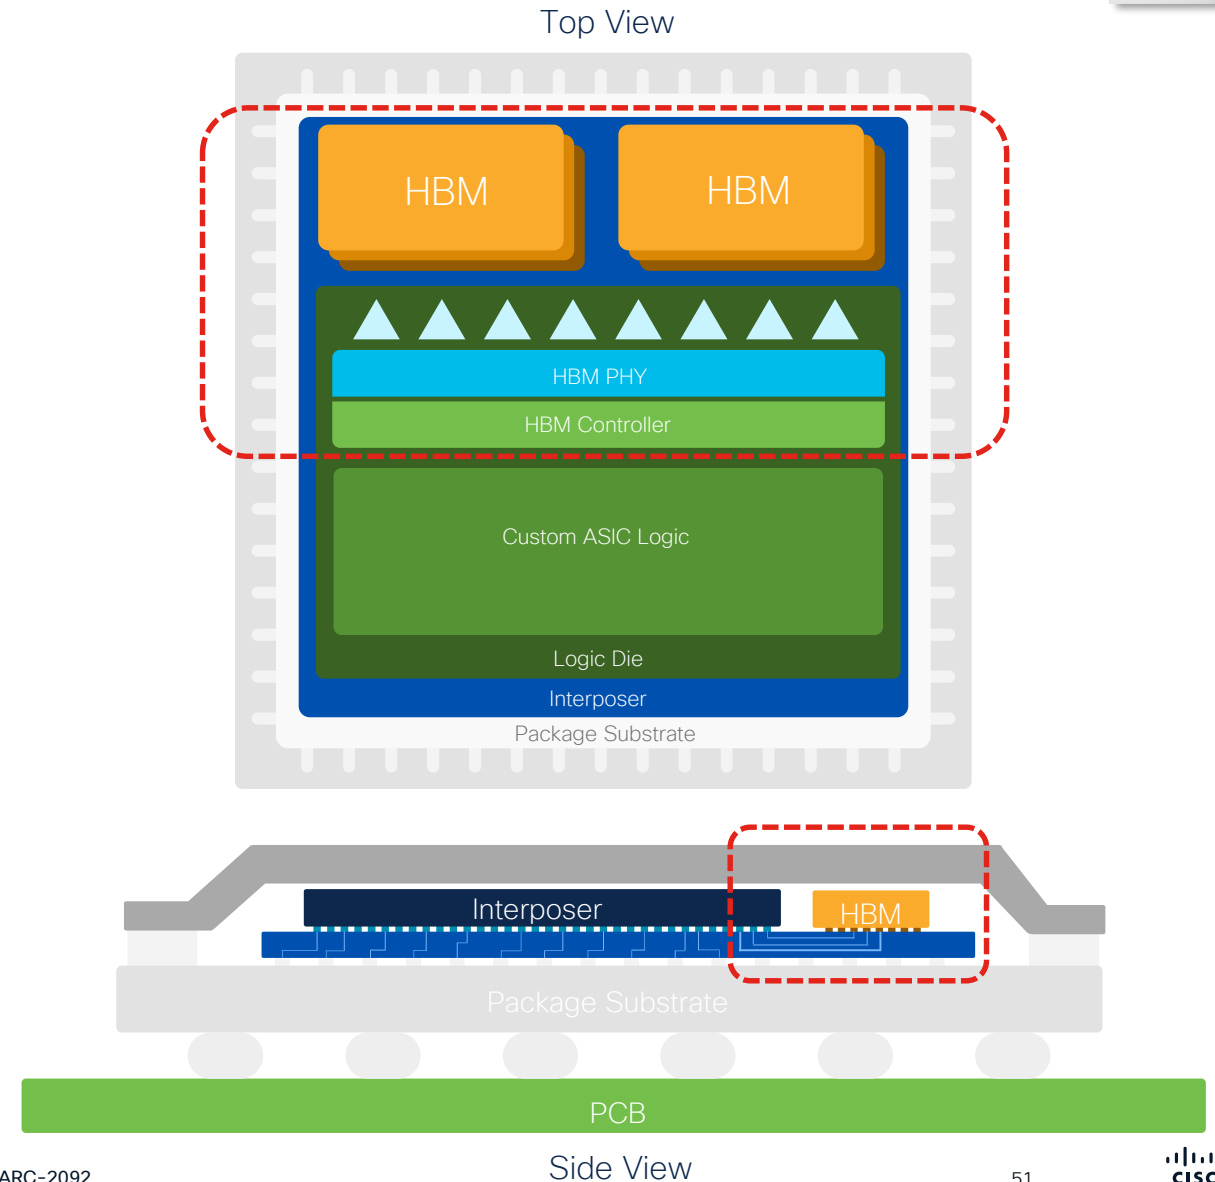 Top View
HBM
HBM
HBM PHY
HBM Controller
Custom ASIC Logic
Logic Die
Interposer
Package Substrate
Interposer
HBM
Package Substrate
PCB
Side View
ARC-2092
51